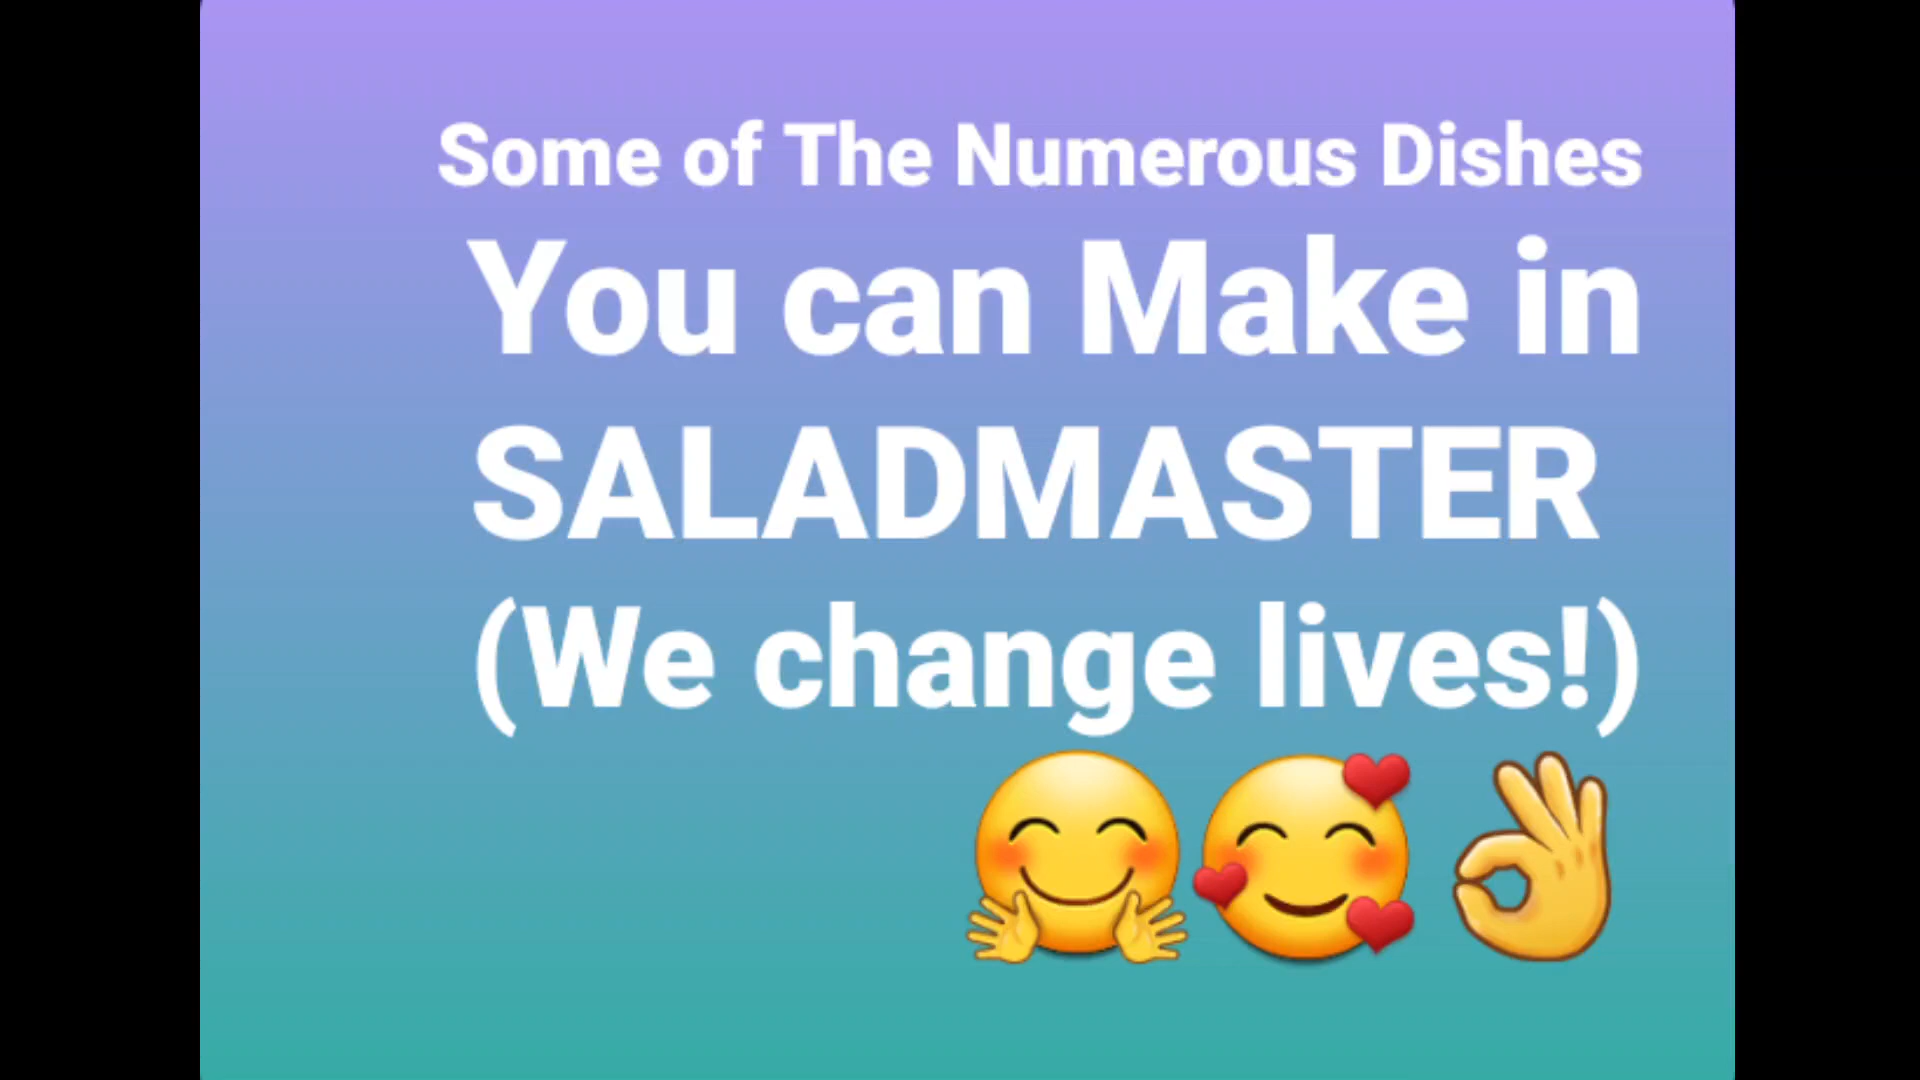 Some of The Numerous Dishes
You can Make in
SALADMASTER
(We change lives!)
🤗🥰👌